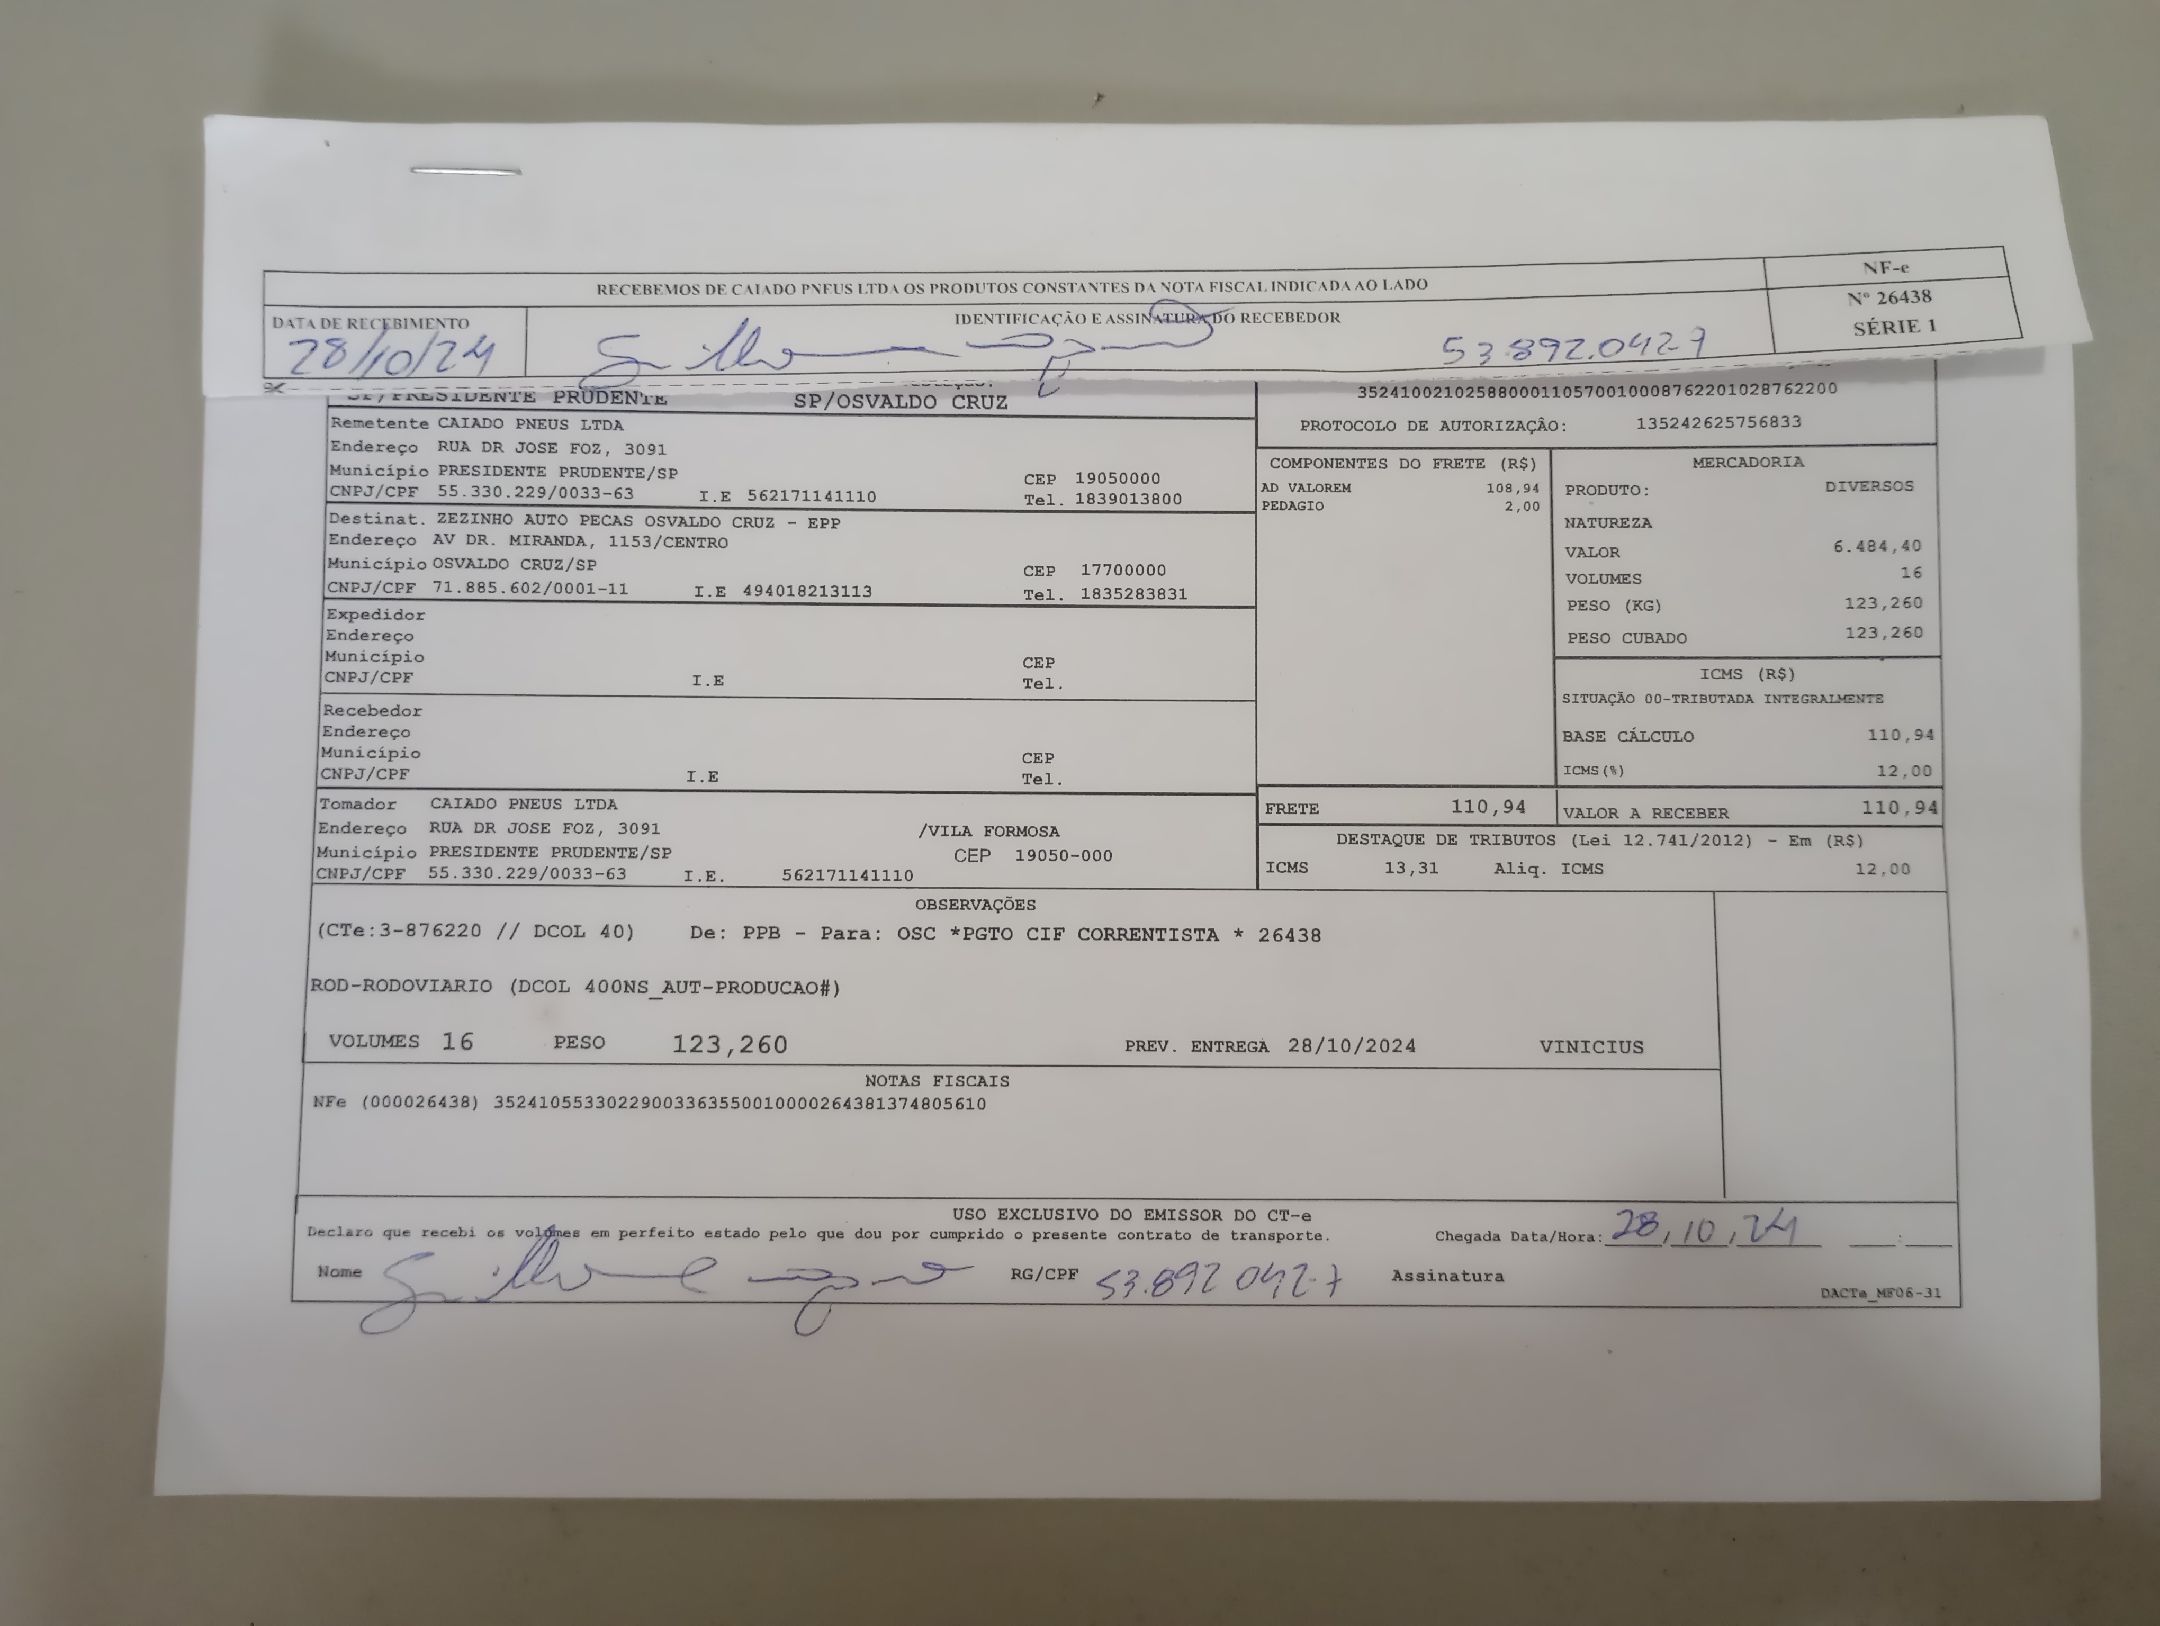 RECEBEMOS DE CAIADO PNEUS LTDA OS PRODUTOS CONSTANTES DA NOTA FISCAL INDICADA AO LADO
NF-e
Nº 26438
SÉRIE 1
DATA DE RECEBIMENTO
28/10/24
IDENTIFICAÇÃO E ASSINATURA DO RECEBEDOR
53.892.042-7
SP/PRESIDENTE PRUDENTE SP/OSVALDO CRUZ
35241002102588000110570010008762201028762200
PROTOCOLO DE AUTORIZAÇÃO: 135242625756833
Remetente CAIADO PNEUS LTDA
Endereço RUA DR JOSE FOZ, 3091
Município PRESIDENTE PRUDENTE/SP CEP 19050000
CNPJ/CPF 55.330.229/0033-63 I.E 562171141110 Tel. 1839013800
Destinat. ZEZINHO AUTO PECAS OSVALDO CRUZ - EPP
Endereço AV DR. MIRANDA, 1153/CENTRO
Município OSVALDO CRUZ/SP CEP 17700000
CNPJ/CPF 71.885.602/0001-11 I.E 494018213113 Tel. 1835283831
Expedidor
Endereço
Município CEP
CNPJ/CPF I.E Tel.
Recebedor
Endereço
Município CEP
CNPJ/CPF I.E Tel.
Tomador CAIADO PNEUS LTDA
Endereço RUA DR JOSE FOZ, 3091 /VILA FORMOSA
Município PRESIDENTE PRUDENTE/SP CEP 19050-000
CNPJ/CPF 55.330.229/0033-63 I.E. 562171141110
COMPONENTES DO FRETE (R$)
AD VALOREM 108,94
PEDAGIO 2,00
MERCADORIA
PRODUTO: DIVERSOS
NATUREZA
VALOR 6.484,40
VOLUMES 16
PESO (KG) 123,260
PESO CUBADO 123,260
ICMS (R$)
SITUAÇÃO 00-TRIBUTADA INTEGRALMENTE
BASE CÁLCULO 110,94
ICMS(%) 12,00
FRETE 110,94 VALOR A RECEBER 110,94
DESTAQUE DE TRIBUTOS (Lei 12.741/2012) - Em (R$)
ICMS 13,31 Aliq. ICMS 12,00
OBSERVAÇÕES
(CTe:3-876220 // DCOL 40) De: PPB - Para: OSC *PGTO CIF CORRENTISTA * 26438
ROD-RODOVIARIO (DCOL 400NS_AUT-PRODUCAO#)
VOLUMES 16 PESO 123,260 PREV. ENTREGA 28/10/2024 VINICIUS
NOTAS FISCAIS
NFe (000026438) 35241055330229003363550010000264381374805610
USO EXCLUSIVO DO EMISSOR DO CT-e
Declaro que recebi os volumes em perfeito estado pelo que dou por cumprido o presente contrato de transporte. Chegada Data/Hora: 28/10/24 __:__
Nome RG/CPF 53.892 042-7 Assinatura
DACTe_MF06-31